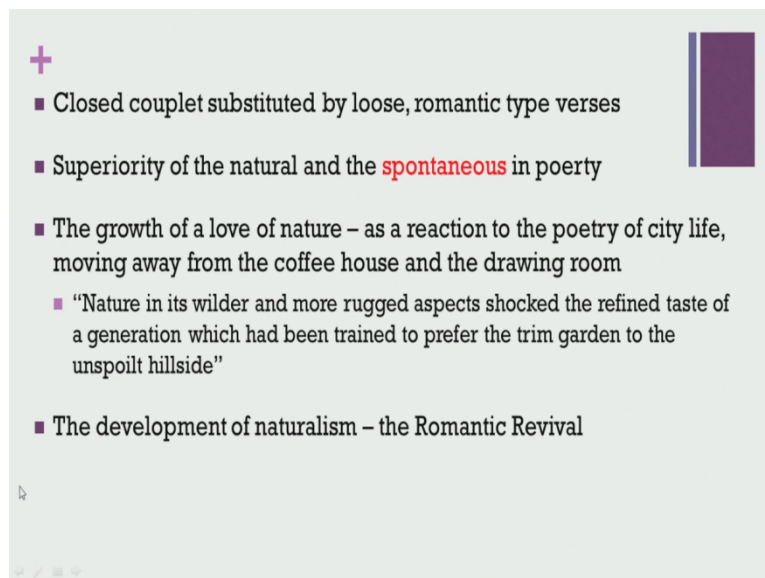 Closed couplet substituted by loose, romantic type verses
Superiority of the natural and the spontaneous in poerty
The growth of a love of nature – as a reaction to the poetry of city life,
moving away from the coffee house and the drawing room
“Nature in its wilder and more rugged aspects shocked the refined taste of
a generation which had been trained to prefer the trim garden to the
unspoilt hillside”
The development of naturalism – the Romantic Revival